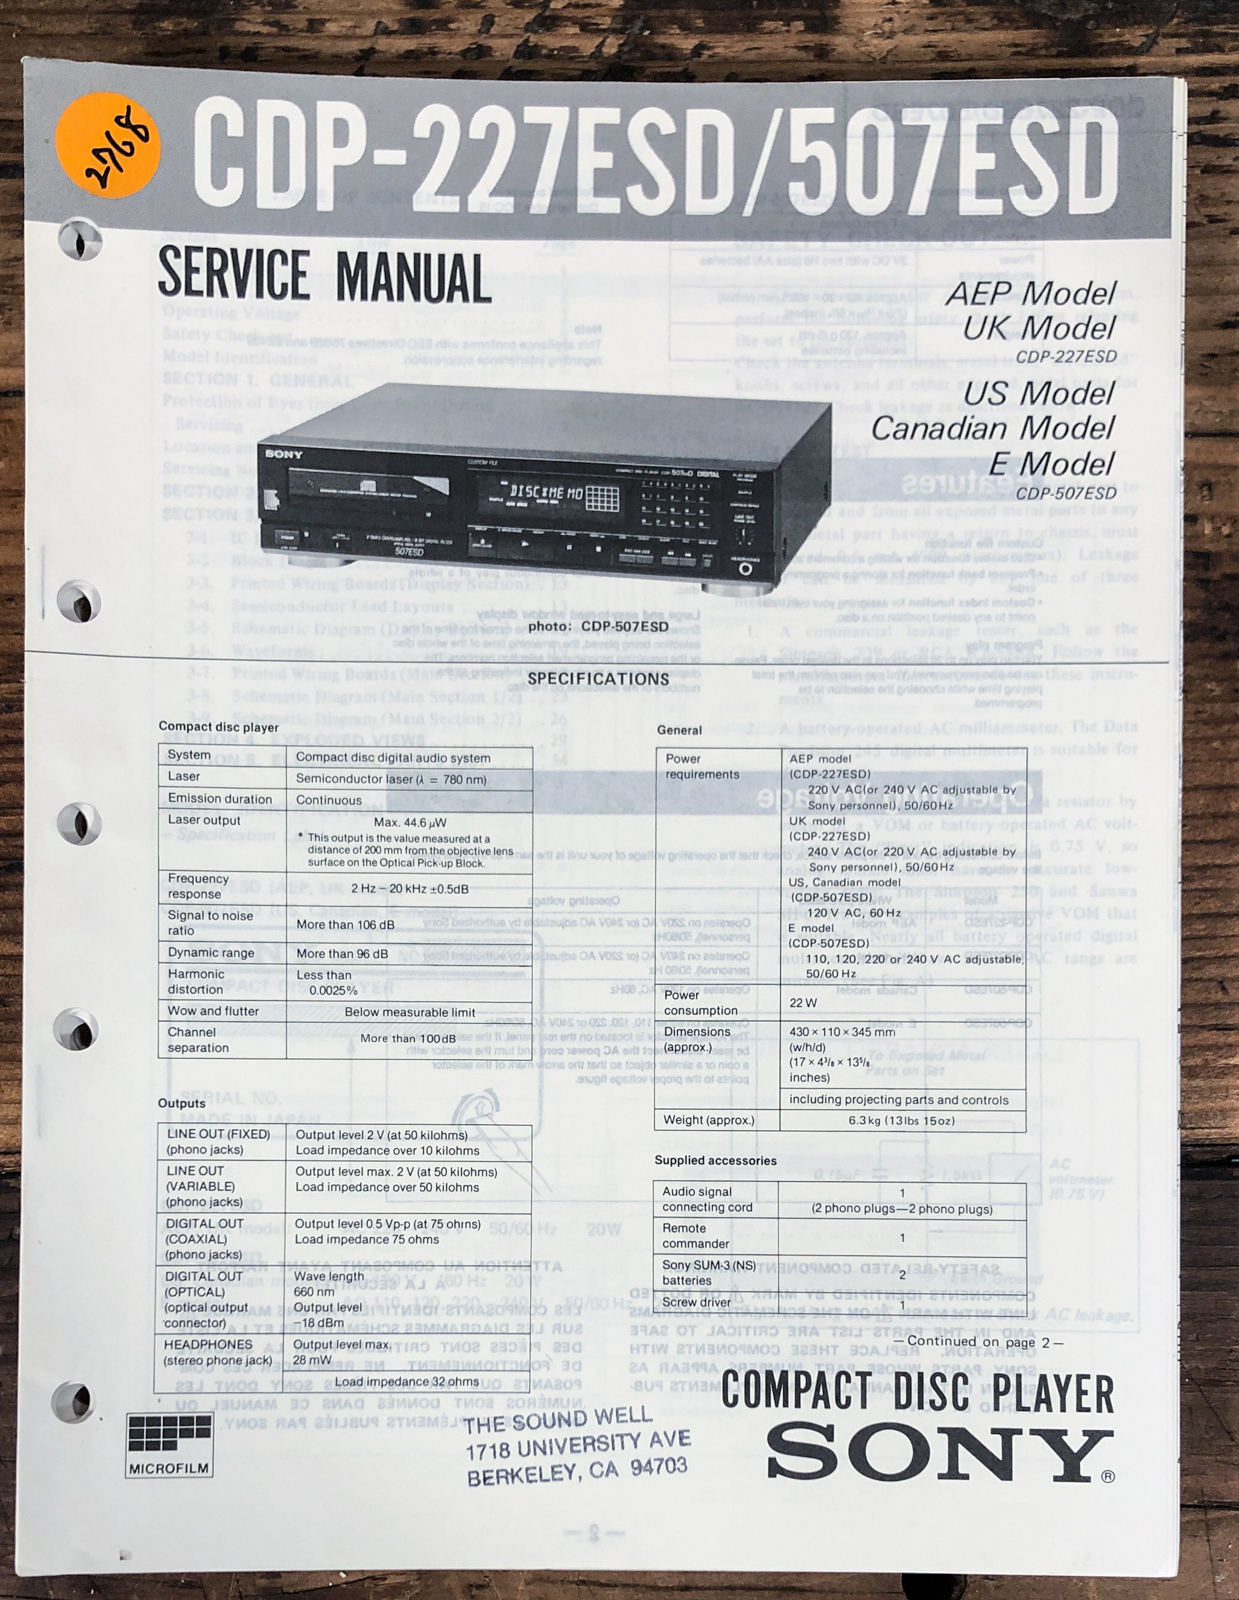 2768
CDP-227ESD/507ESD
SERVICE MANUAL
AEP Model
UK Model
CDP-227ESD
US Model
Canadian Model
E Model
CDP-507ESD
SONY
CUSTOM FILE
DISC*MEMO
507ESD
HEADPHONES
photo: CDP-507ESD
SPECIFICATIONS
Compact disc player
System Compact disc digital audio system
Laser Semiconductor laser (λ = 780 nm)
Emission duration Continuous
Laser output Max. 44.6 μW
* This output is the value measured at a
distance of 200 mm from the objective lens
surface on the Optical Pick-up Block.
Frequency
response 2 Hz – 20 kHz ±0.5dB
Signal to noise
ratio More than 106 dB
Dynamic range More than 96 dB
Harmonic
distortion Less than
0.0025%
Wow and flutter Below measurable limit
Channel
separation More than 100dB
Outputs
LINE OUT (FIXED)
(phono jacks) Output level 2 V (at 50 kilohms)
Load impedance over 10 kilohms
LINE OUT
(VARIABLE)
(phono jacks) Output level max. 2 V (at 50 kilohms)
Load impedance over 50 kilohms
DIGITAL OUT
(COAXIAL)
(phono jacks) Output level 0.5 Vp-p (at 75 ohms)
Load impedance 75 ohms
DIGITAL OUT
(OPTICAL)
(optical output
connector) Wave length
660 nm
Output level
−18 dBm
HEADPHONES
(stereo phone jack) Output level max.
28 mW
Load impedance 32 ohms
General
Power
requirements AEP model
(CDP-227ESD)
220 V AC(or 240 V AC adjustable by
Sony personnel), 50/60Hz
UK model
(CDP-227ESD)
240 V AC(or 220 V AC adjustable by
Sony personnel), 50/60Hz
US, Canadian model
(CDP-507ESD)
120 V AC, 60 Hz
E model
(CDP-507ESD)
110, 120, 220 or 240 V AC adjustable,
50/60 Hz
Power
consumption 22 W
Dimensions
(approx.) 430 × 110 × 345 mm
(w/h/d)
(17 × 4³/₈ × 13⁵/₈
inches)
including projecting parts and controls
Weight (approx.) 6.3 kg (13 lbs 15 oz)
Supplied accessories
Audio signal
connecting cord 1
(2 phono plugs—2 phono plugs)
Remote
commander 1
Sony SUM-3 (NS)
batteries 2
Screw driver 1
—Continued on page 2—
COMPACT DISC PLAYER
SONY®
MICROFILM
THE SOUND WELL
1718 UNIVERSITY AVE
BERKELEY, CA 94703